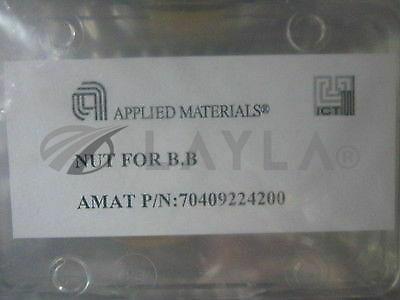 APPLIED MATERIALS®
ICT
LAYLA®
NUT FOR B.B
AMAT P/N:70409224200